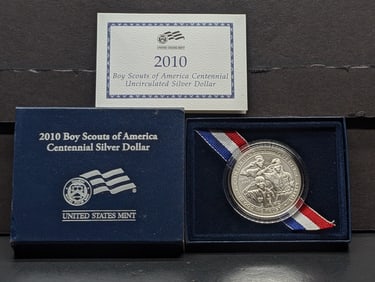 UNITED STATES MINT
2010
Boy Scouts of America Centennial
Uncirculated Silver Dollar
2010 Boy Scouts of America
Centennial Silver Dollar
UNITED STATES MINT